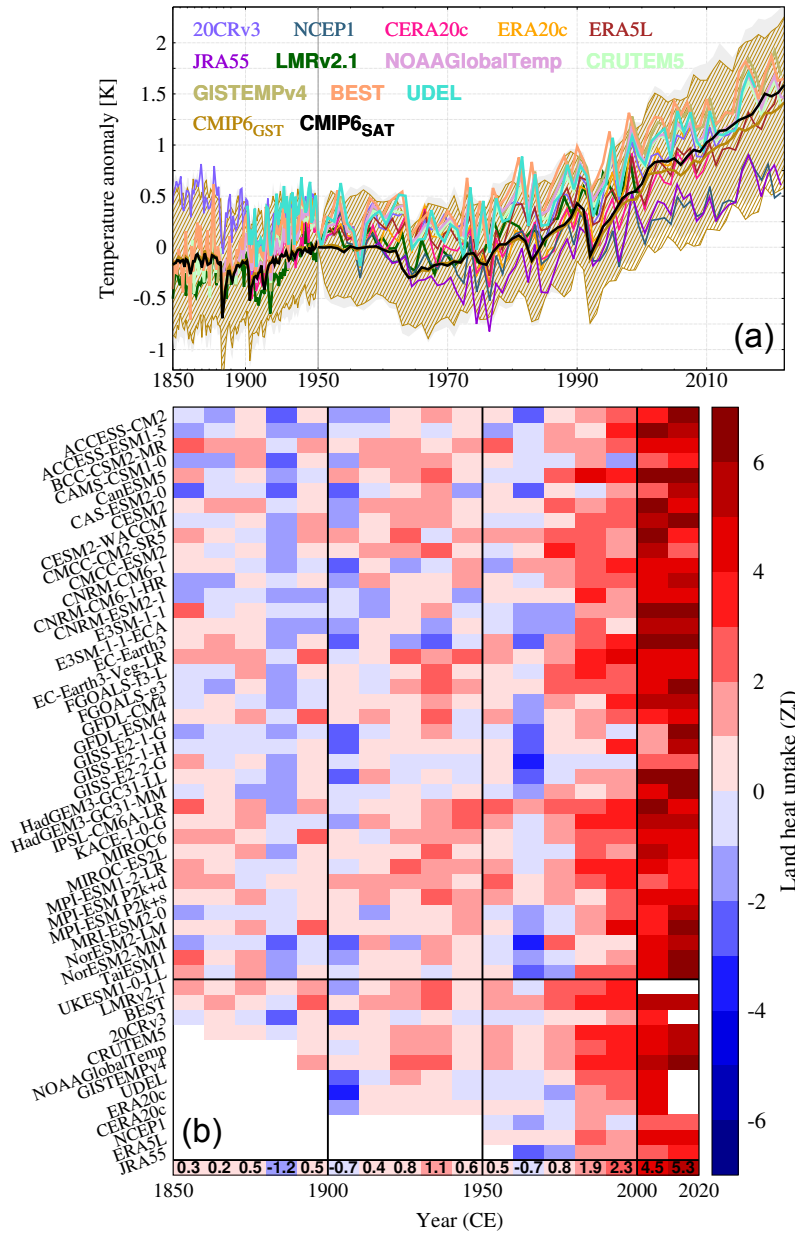 20CRv3 NCEP1 CERA20c ERA20c ERA5L
JRA55 LMRv2.1 NOAAGlobalTemp CRUTEM5
GISTEMPv4 BEST UDEL
CMIP6GST CMIP6SAT
Temperature anomaly [K]
2
1.5
1
0.5
0
-0.5
-1
(a)
1850 1900 1950 1970 1990 2010
ACCESS-CM2
ACCESS-ESM1-5
BCC-CSM2-MR
CAMS-CSM1-0
CanESM5
CAS-ESM2-0
CESM2
CESM2-WACCM
CMCC-CM2-SR5
CMCC-ESM2
CNRM-CM6-1
CNRM-CM6-1-HR
CNRM-ESM2-1
E3SM-1-1
E3SM-1-1-ECA
EC-Earth3
EC-Earth3-Veg-LR
FGOALS-f3-L
FGOALS-g3
GFDL-CM4
GFDL-ESM4
GISS-E2-1-G
GISS-E2-1-H
GISS-E2-2-G
HadGEM3-GC31-LL
HadGEM3-GC31-MM
IPSL-CM6A-LR
KACE-1-0-G
MIROC6
MIROC-ES2L
MPI-ESM1-2-LR
MPI-ESM P2k+d
MPI-ESM P2k+s
MRI-ESM2-0
NorESM2-LM
NorESM2-MM
TaiESM1
UKESM1-0-LL
LMRv2.1
BEST
20CRv3
CRUTEM5
NOAAGlobalTemp
GISTEMPv4
UDEL
ERA20c
CERA20c
NCEP1
ERA5L
JRA55
(b)
0.3 0.2 0.5 -1.2 0.5 -0.7 0.4 0.8 1.1 0.6 0.5 -0.7 0.8 1.9 2.3 4.5 5.3
1850 1900 1950 2000 2020
Year (CE)
6
4
2
0
-2
-4
-6
Land heat uptake (ZJ)